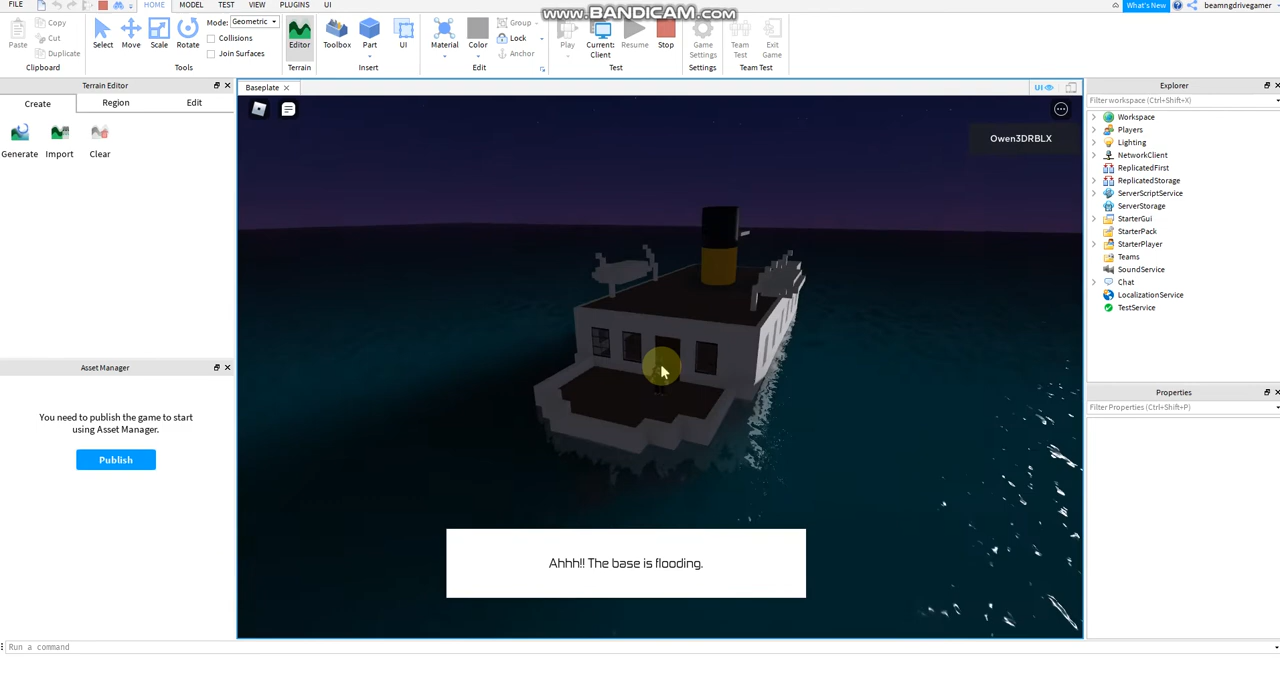 www.BANDICAM.com
FILE HOME MODEL TEST VIEW PLUGINS UI What's New beamngdrivegamer
Paste Copy Cut Duplicate Clipboard
Select Move Scale Rotate Mode: Geometric Collisions Join Surfaces Tools
Editor Terrain
Toolbox Part UI Insert
Material Color Group Lock Anchor Edit
Play Current: Client Resume Stop Test
Game Settings Settings
Team Test Exit Game Team Test
Terrain Editor
Create Region Edit
Generate Import Clear
Asset Manager
You need to publish the game to start
using Asset Manager.
Publish
Baseplate UI
Owen3DRBLX
Ahhh!! The base is flooding.
Explorer
Filter workspace (Ctrl+Shift+X)
Workspace
Players
Lighting
NetworkClient
ReplicatedFirst
ReplicatedStorage
ServerScriptService
ServerStorage
StarterGui
StarterPack
StarterPlayer
Teams
SoundService
Chat
LocalizationService
TestService
Properties
Filter Properties (Ctrl+Shift+P)
Run a command